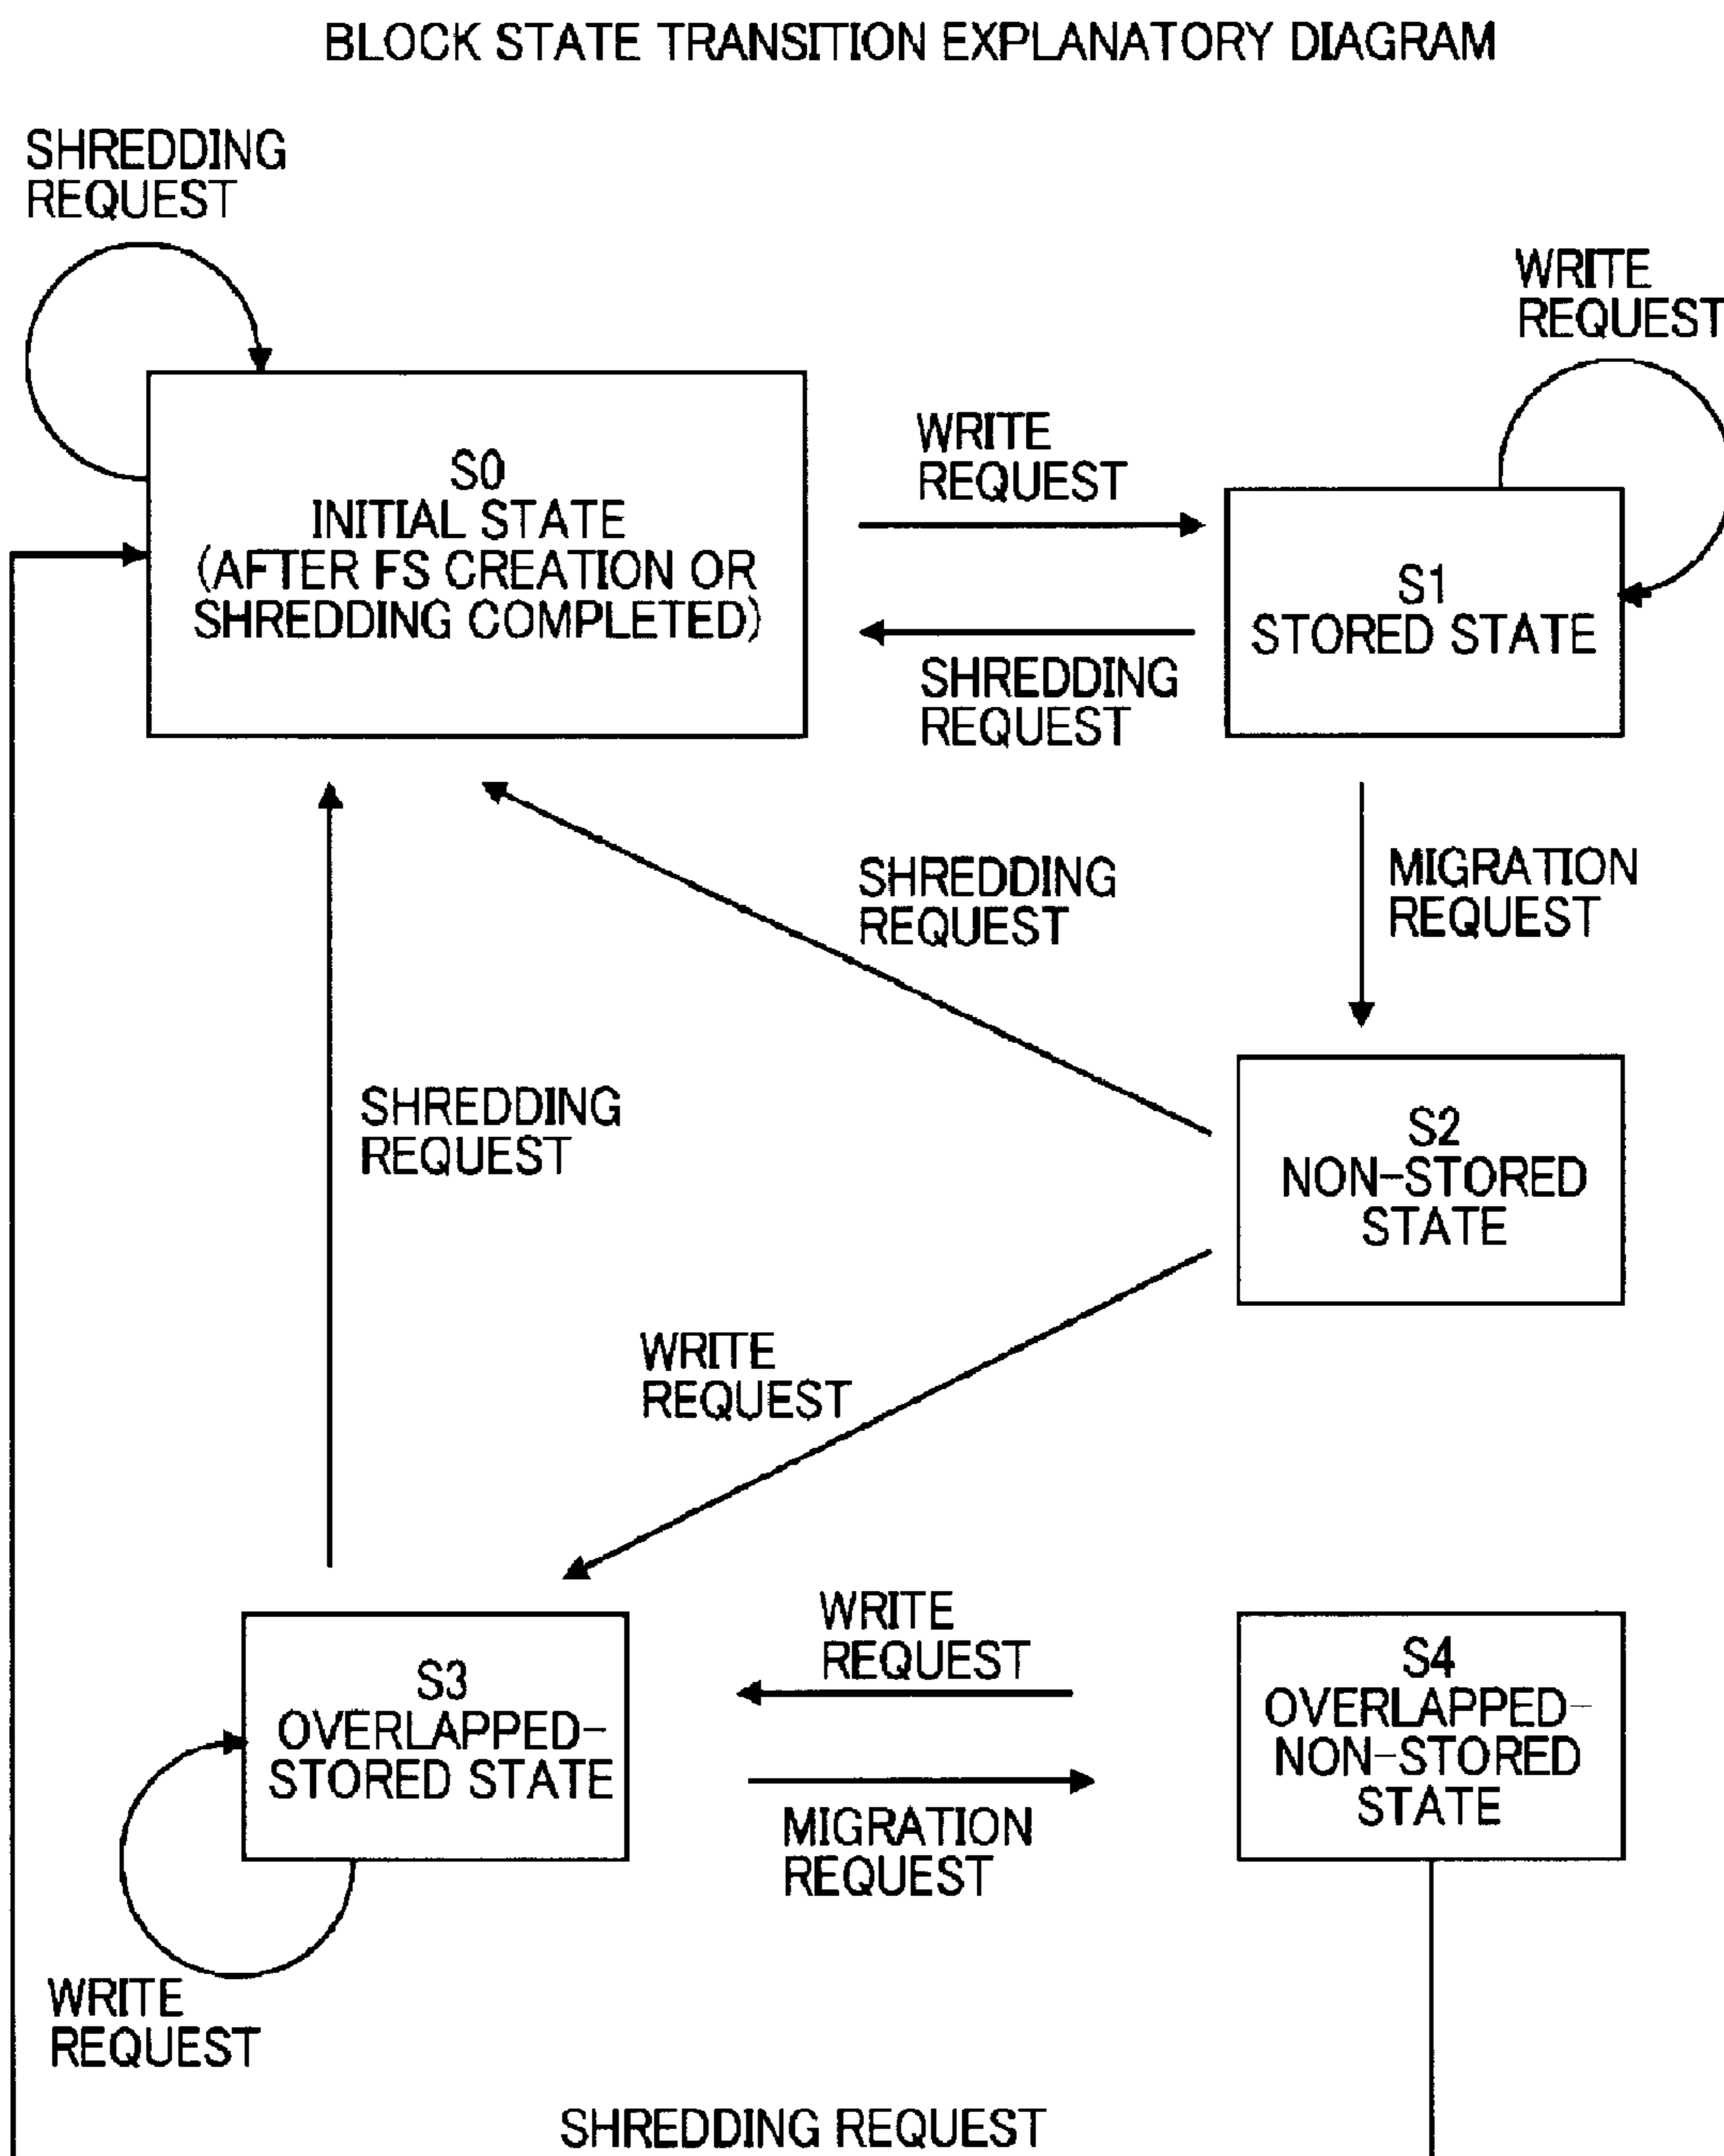 BLOCK STATE TRANSITION EXPLANATORY DIAGRAM
SHREDDING
REQUEST
WRITE
REQUEST
S0
INITIAL STATE
(AFTER FS CREATION OR
SHREDDING COMPLETED)
WRITE
REQUEST
SHREDDING
REQUEST
S1
STORED STATE
SHREDDING
REQUEST
MIGRATION
REQUEST
SHREDDING
REQUEST
S2
NON-STORED
STATE
WRITE
REQUEST
S3
OVERLAPPED-
STORED STATE
WRITE
REQUEST
MIGRATION
REQUEST
S4
OVERLAPPED-
NON-STORED
STATE
WRITE
REQUEST
SHREDDING REQUEST